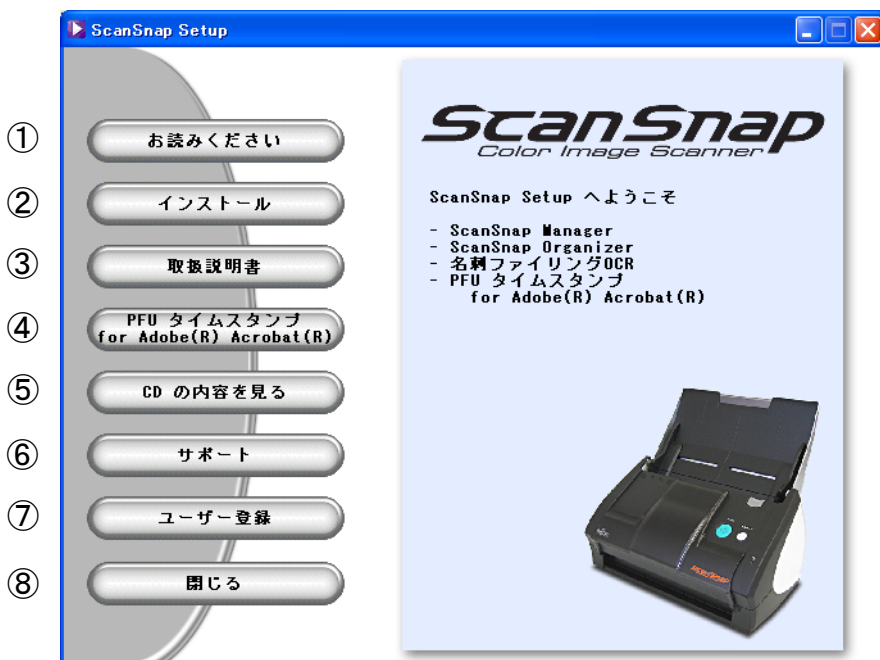 ScanSnap Setup
① お読みください
② インストール
③ 取扱説明書
④ PFU タイムスタンプ
for Adobe(R) Acrobat(R)
⑤ CD の内容を見る
⑥ サポート
⑦ ユーザー登録
⑧ 閉じる
ScanSnap
Color Image Scanner
ScanSnap Setup へようこそ
- ScanSnap Manager
- ScanSnap Organizer
- 名刺ファイリングOCR
- PFU タイムスタンプ
for Adobe(R) Acrobat(R)
ScanSnap